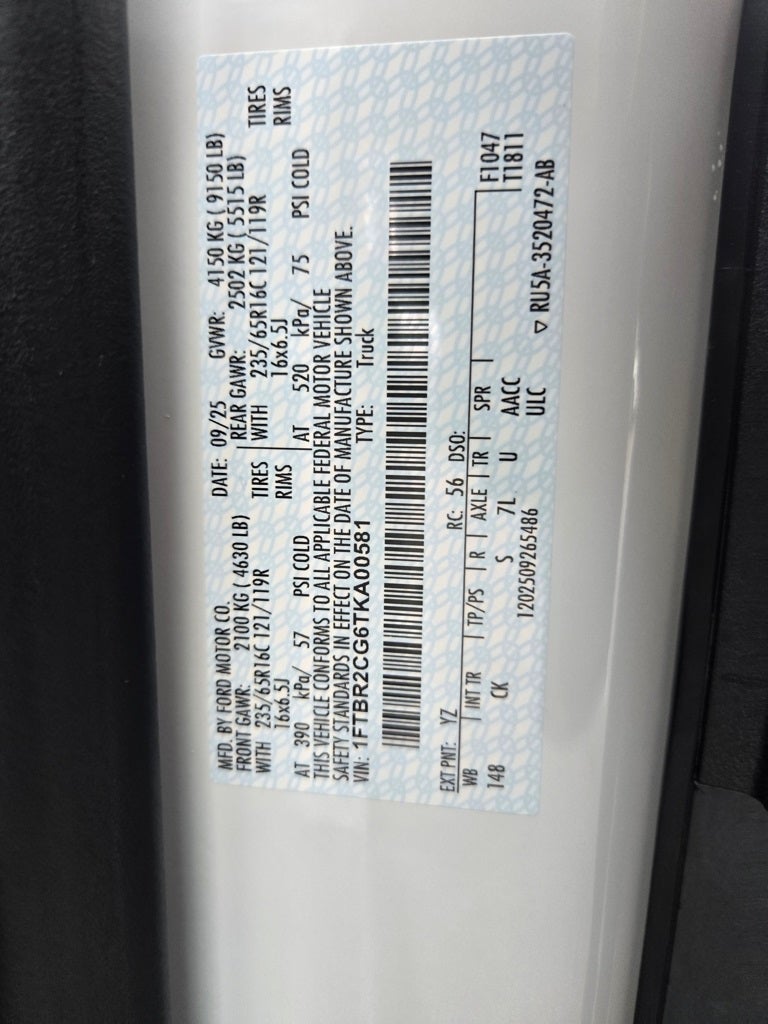 MFD. BY FORD MOTOR CO. DATE: 09/25 GVWR: 4150 KG ( 9150 LB)
FRONT GAWR: 2100 KG ( 4630 LB) REAR GAWR: 2502 KG ( 5515 LB)
WITH 235/65R16C 121/119R TIRES WITH 235/65R16C 121/119R TIRES
16x6.5J RIMS 16x6.5J RIMS
AT 390 kPa/ 57 PSI COLD AT 520 kPa/ 75 PSI COLD
THIS VEHICLE CONFORMS TO ALL APPLICABLE FEDERAL MOTOR VEHICLE
SAFETY STANDARDS IN EFFECT ON THE DATE OF MANUFACTURE SHOWN ABOVE.
VIN: 1FTBR2CG6TKA00581 TYPE: Truck
EXT PNT: YZ RC: 56 DSO:
WB INT TR TP/PS R AXLE TR SPR F1047
148 CK S 7L U AACC T1811
1202509265486 ULC
▽ RU5A-3520472-AB